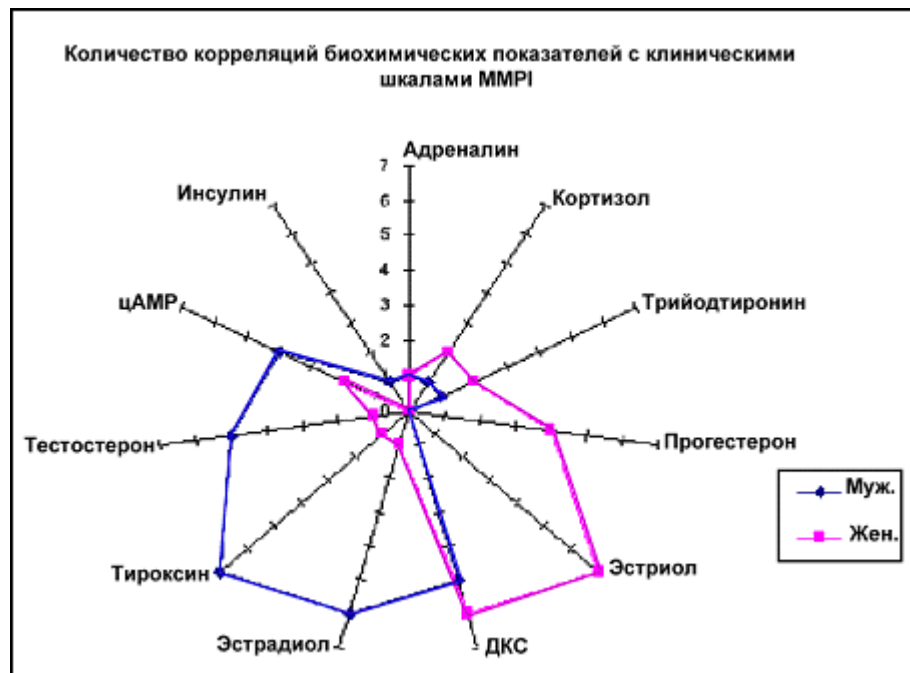 Количество корреляций биохимических показателей с клиническими
шкалами MMPI
Адреналин
7
6
5
4
3
2
1
0
Инсулин
Кортизол
цАМР
Трийодтиронин
Тестостерон
Прогестерон
Тироксин
Эстриол
Эстрадиол
ДКС
Муж.
Жен.